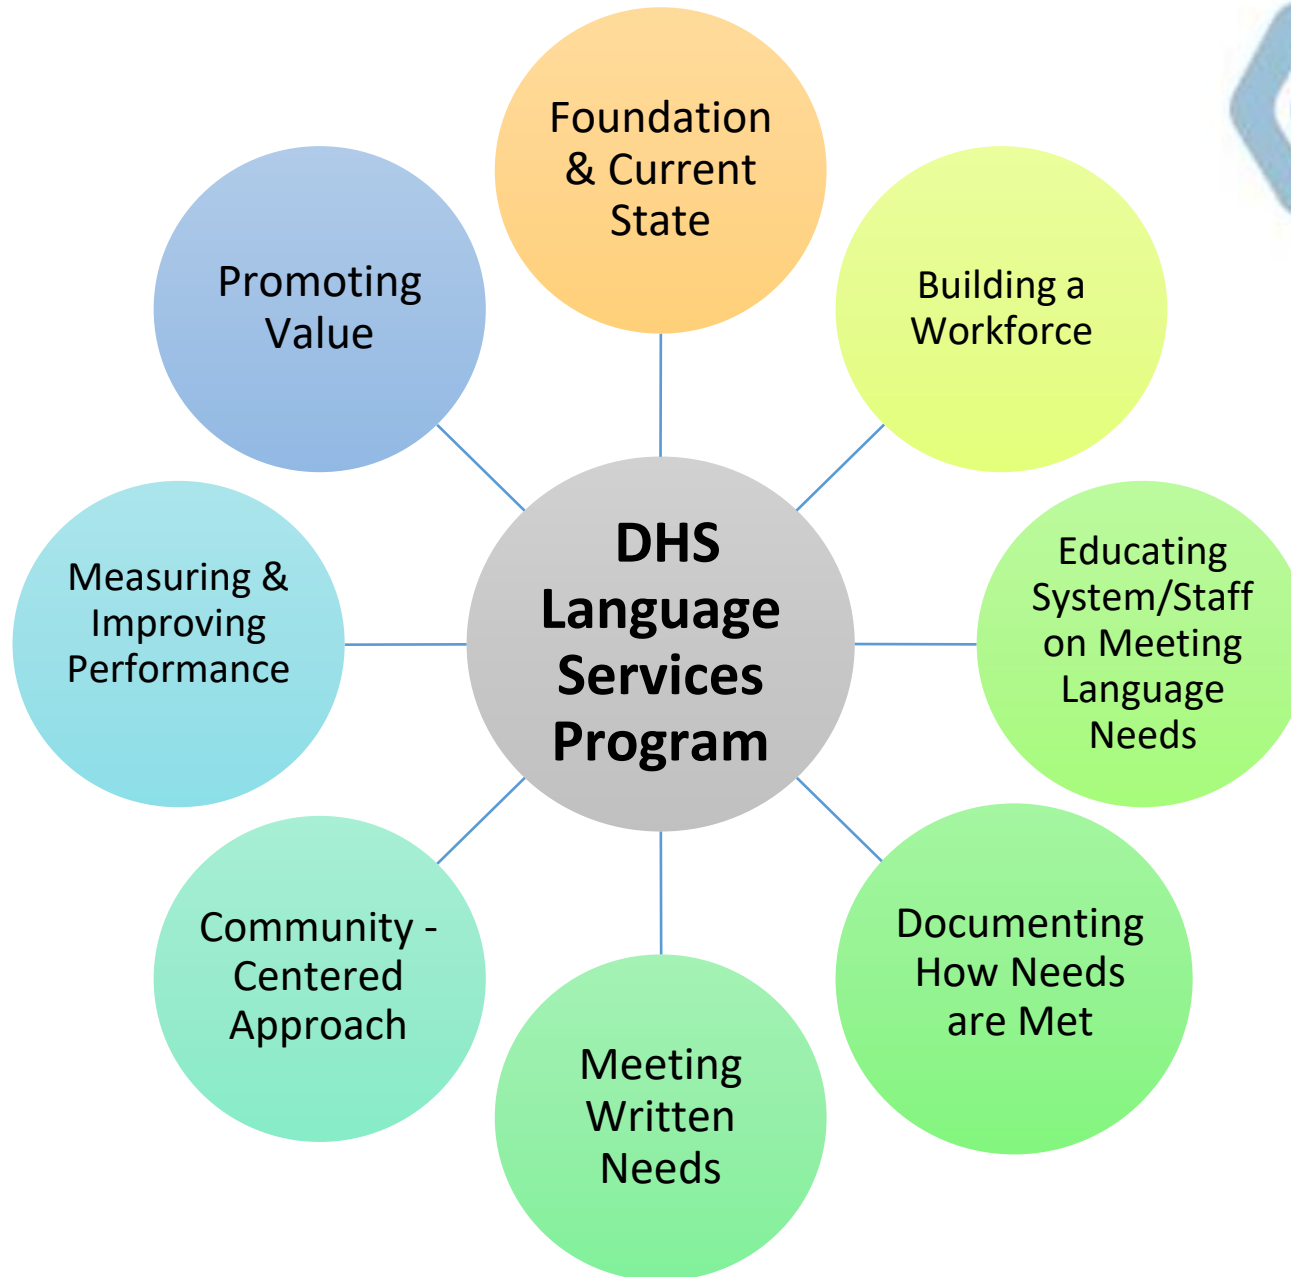 Foundation
& Current
State
Building a
Workforce
Educating
System/Staff
on Meeting
Language
Needs
Documenting
How Needs
are Met
Meeting
Written
Needs
Community -
Centered
Approach
Measuring &
Improving
Performance
Promoting
Value
DHS
Language
Services
Program